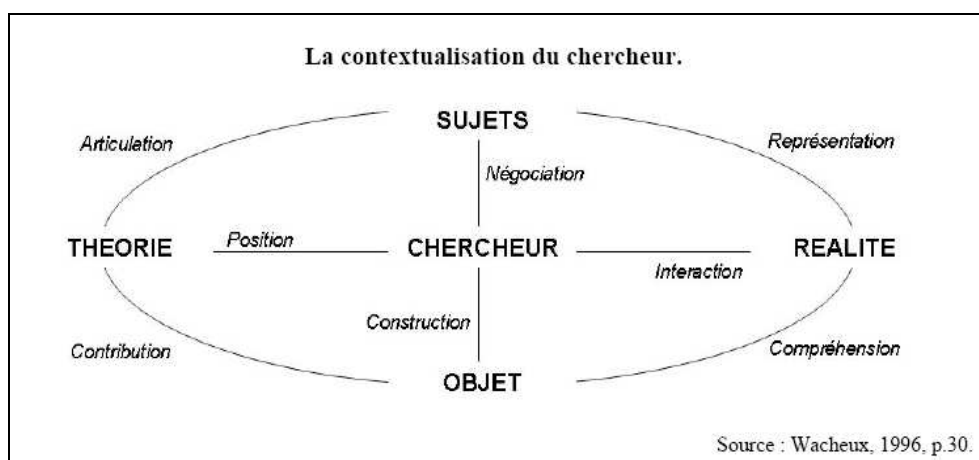 La contextualisation du chercheur.
SUJETS
Articulation
Représentation
Négociation
THEORIE
Position
CHERCHEUR
REALITE
Interaction
Construction
Contribution
Compréhension
OBJET
Source : Wacheux, 1996, p.30.